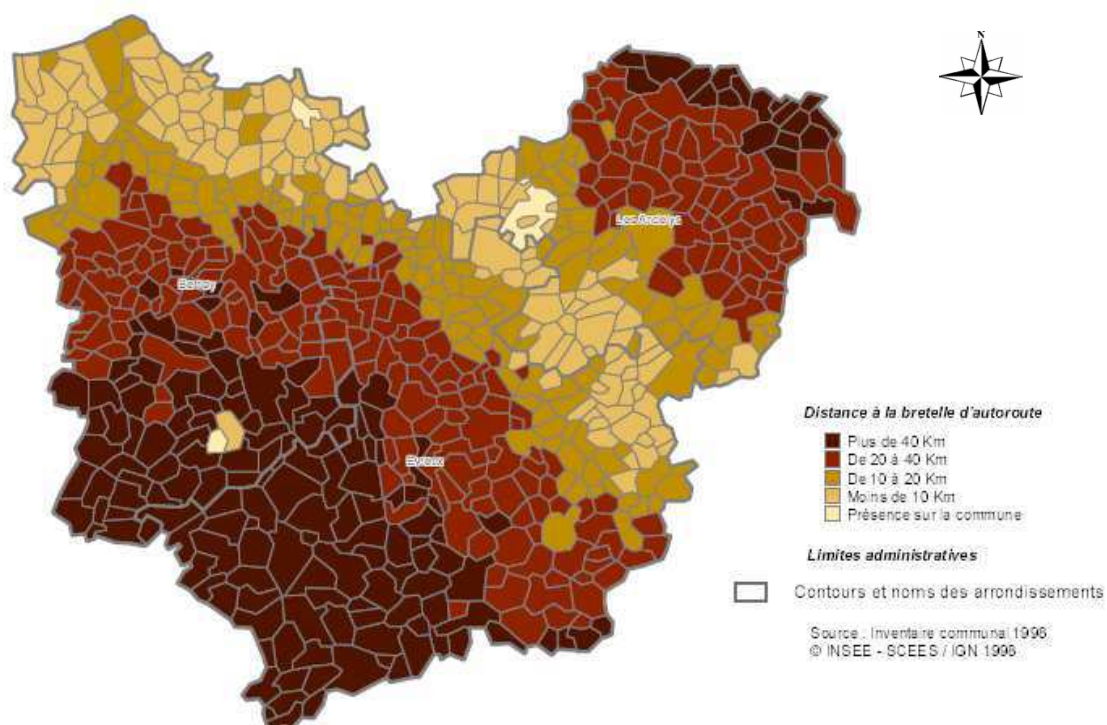 N
Les Andelys
Bernay
Evreux
Distance à la bretelle d'autoroute
Plus de 40 Km
De 20 à 40 Km
De 10 à 20 Km
Moins de 10 Km
Présence sur la commune
Limites administratives
Contours et noms des arrondissements
Source : Inventaire communal 1998
© INSEE - SCEES / IGN 1998